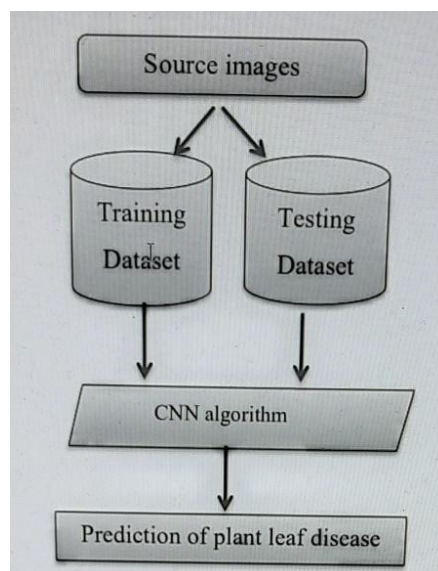 Source images
Training
Dataset
Testing
Dataset
CNN algorithm
Prediction of plant leaf disease